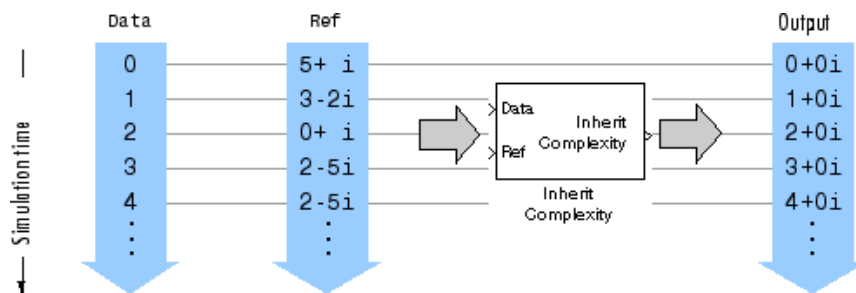 Data Ref Output
0 5+ i 0+0i
1 3-2i 1+0i
2 0+ i 2+0i
3 2-5i 3+0i
4 2-5i 4+0i
Simulation time
Data
Ref
Inherit
Complexity
Inherit
Complexity